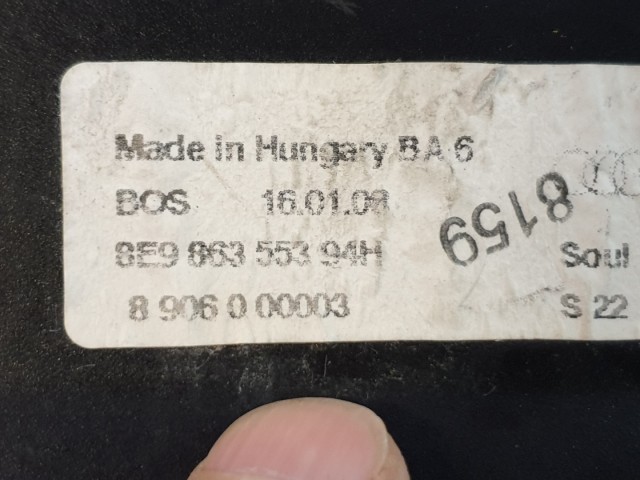 Made in Hungary BA 6
BOS 16.01.08
8159
8E9 863 553 94H
Soul
8 906 0 00003
S 22